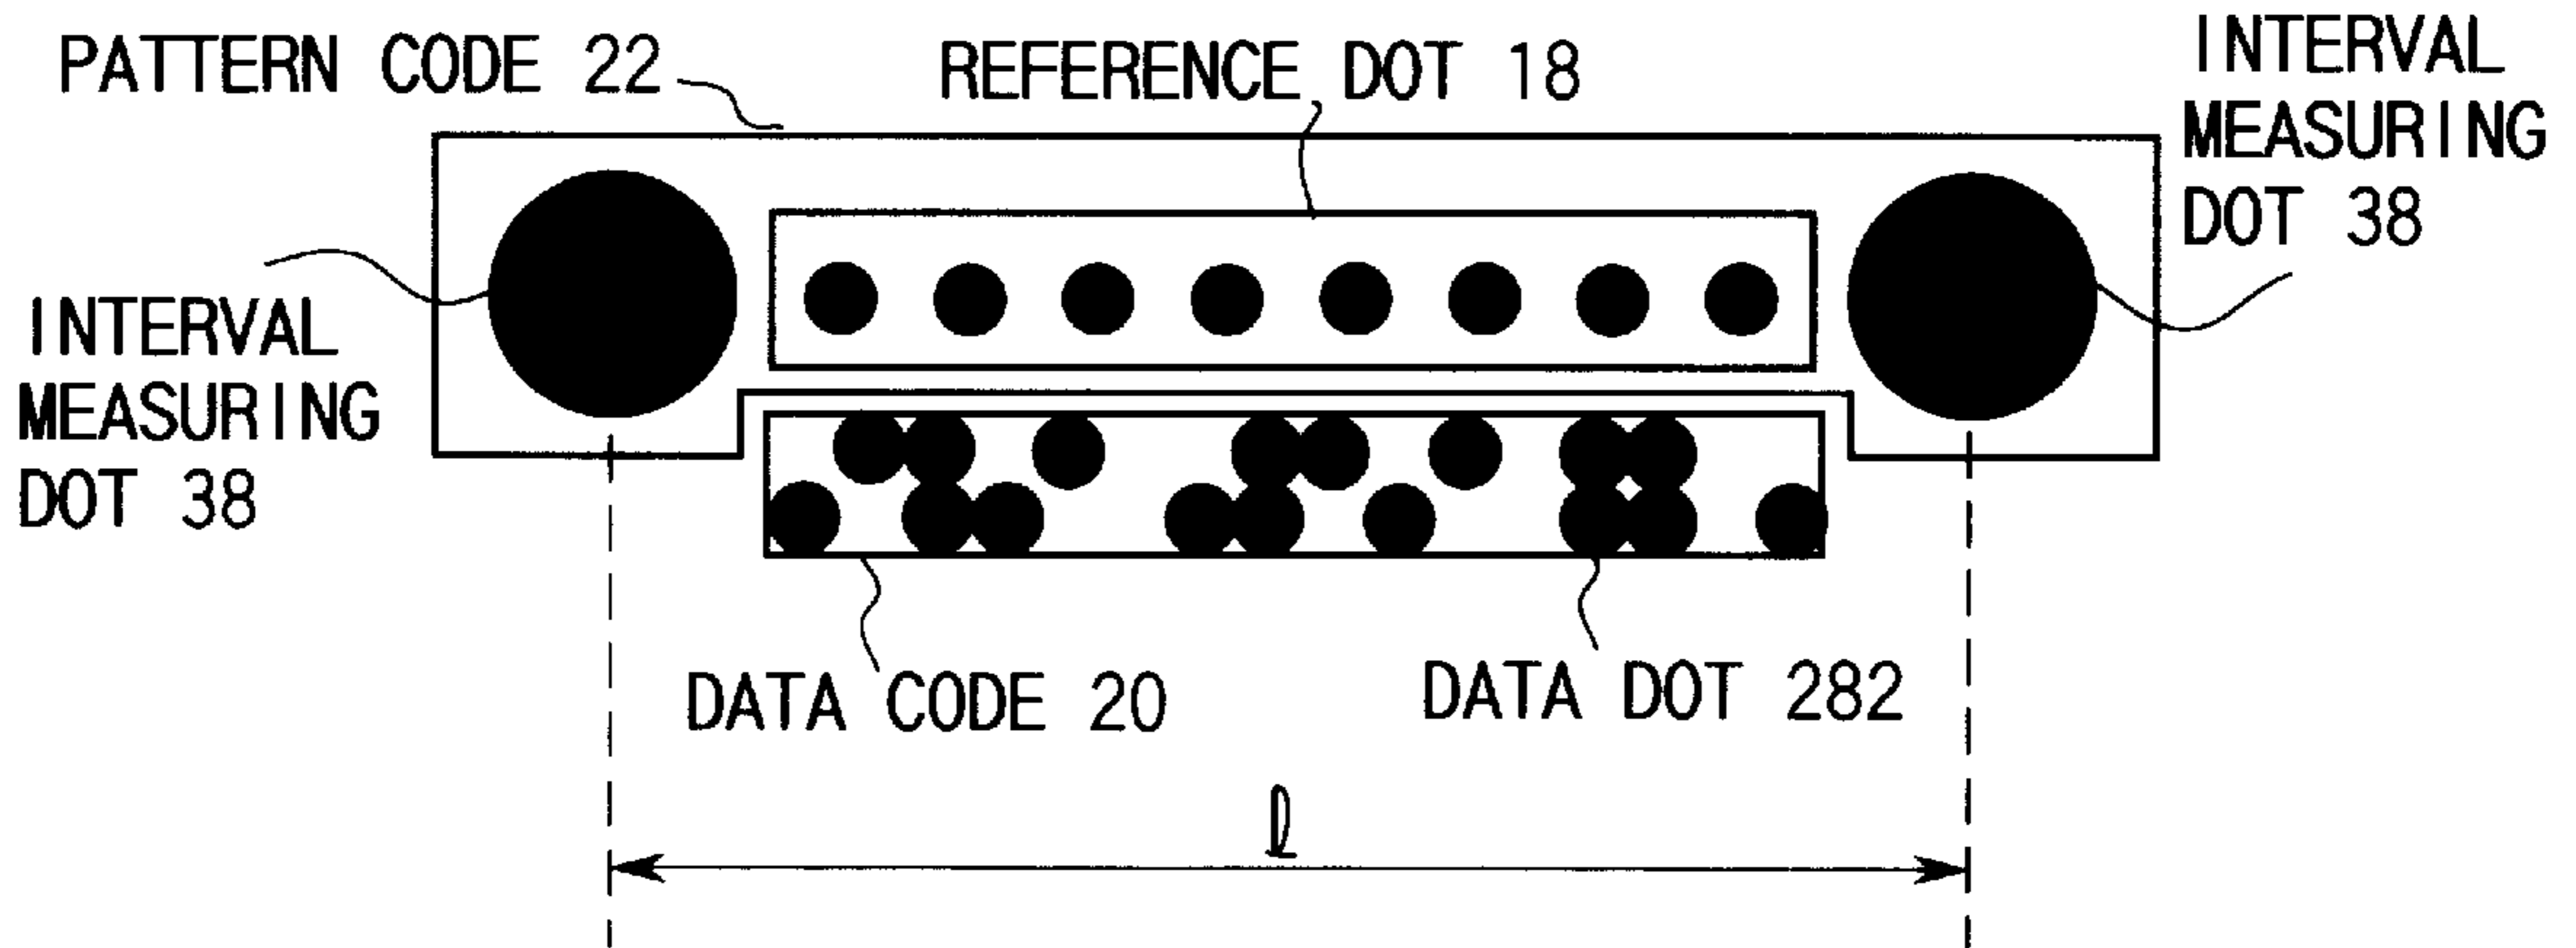 PATTERN CODE 22
REFERENCE DOT 18
INTERVAL
MEASURING
DOT 38
INTERVAL
MEASURING
DOT 38
DATA CODE 20
DATA DOT 282
ℓ